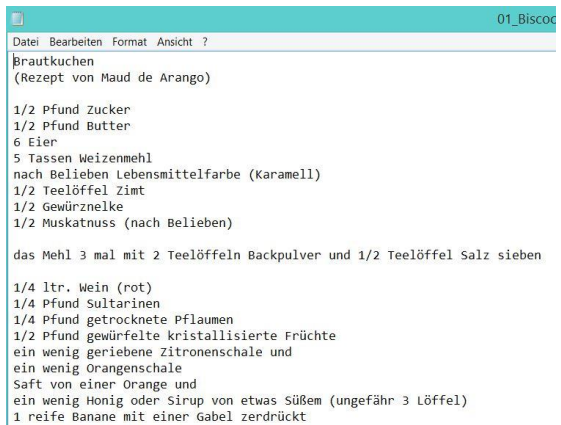 01_Biscoc
Datei Bearbeiten Format Ansicht ?
Brautkuchen
(Rezept von Maud de Arango)
1/2 Pfund Zucker
1/2 Pfund Butter
6 Eier
5 Tassen Weizenmehl
nach Belieben Lebensmittelfarbe (Karamell)
1/2 Teelöffel Zimt
1/2 Gewürznelke
1/2 Muskatnuss (nach Belieben)
das Mehl 3 mal mit 2 Teelöffeln Backpulver und 1/2 Teelöffel Salz sieben
1/4 ltr. Wein (rot)
1/4 Pfund Sultarinen
1/4 Pfund getrocknete Pflaumen
1/2 Pfund gewürfelte kristallisierte Früchte
ein wenig geriebene Zitronenschale und
ein wenig Orangenschale
Saft von einer Orange und
ein wenig Honig oder Sirup von etwas Süßem (ungefähr 3 Löffel)
1 reife Banane mit einer Gabel zerdrückt